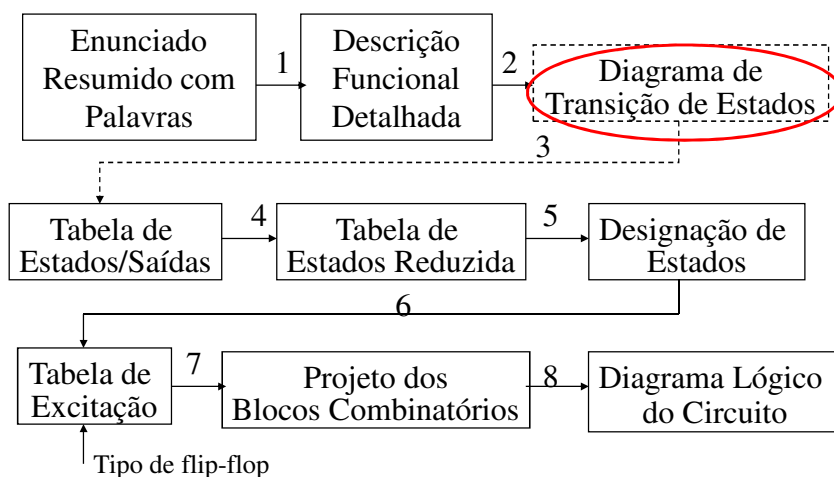 Enunciado
Resumido com
Palavras
1
Descrição
Funcional
Detalhada
2
Diagrama de
Transição de Estados
3
Tabela de
Estados/Saídas
4
Tabela de
Estados Reduzida
5
Designação de
Estados
6
Tabela de
Excitação
7
Projeto dos
Blocos Combinatórios
8
Diagrama Lógico
do Circuito
Tipo de flip-flop